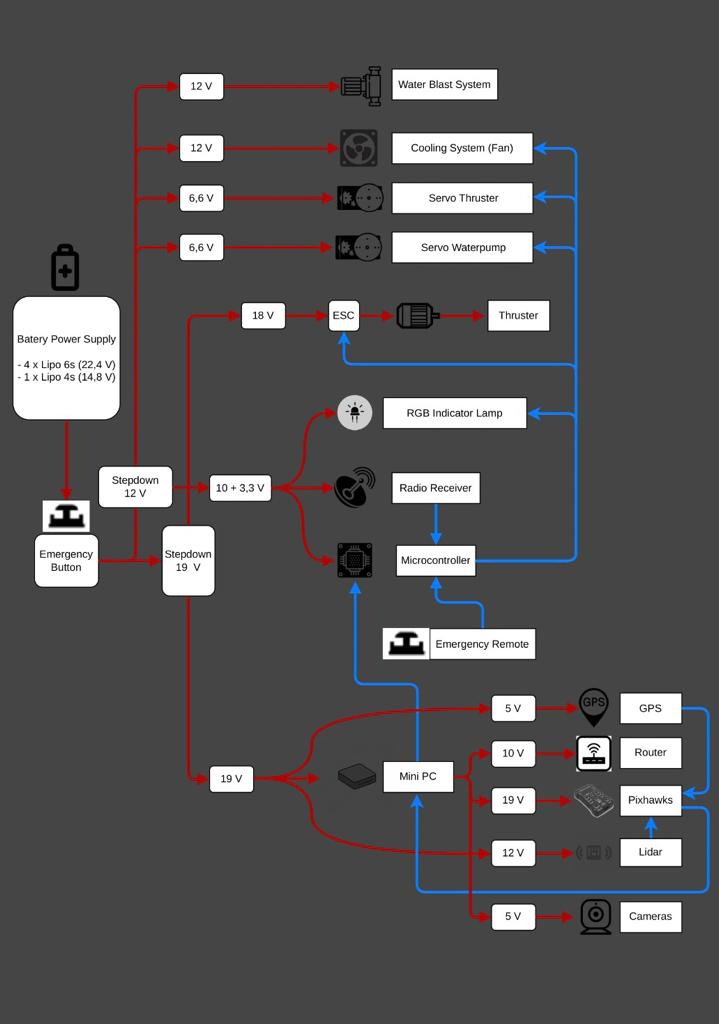 12 V
Water Blast System
12 V
Cooling System (Fan)
6,6 V
Servo Thruster
6,6 V
Servo Waterpump
18 V
ESC
Thruster
Batery Power Supply
- 4 x Lipo 6s (22,4 V)
- 1 x Lipo 4s (14,8 V)
RGB Indicator Lamp
Stepdown
12 V
10 + 3,3 V
Radio Receiver
Emergency
Button
Stepdown
19 V
Microcontroller
Emergency Remote
5 V
GPS
GPS
10 V
Router
19 V
Mini PC
19 V
Pixhawks
12 V
Lidar
5 V
Cameras